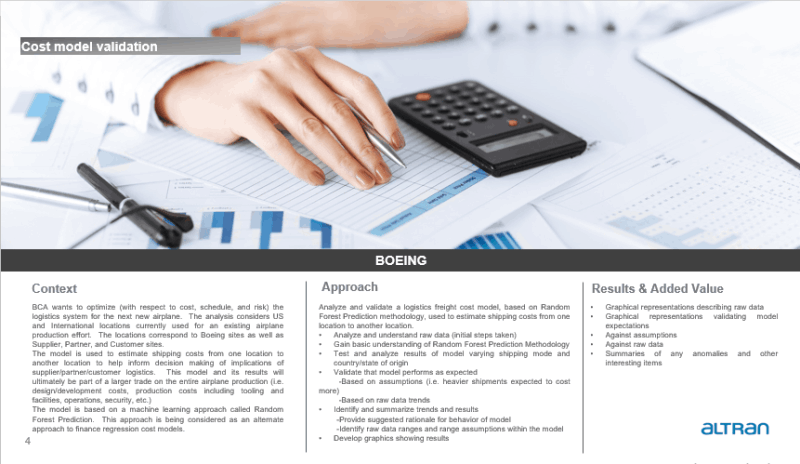 Cost model validation
BOEING
Context
BCA wants to optimize (with respect to cost, schedule, and risk) the
logistics system for the next new airplane. The analysis considers US
and International locations currently used for an existing airplane
production effort. The locations correspond to Boeing sites as well as
Supplier, Partner, and Customer sites.
The model is used to estimate shipping costs from one location to
another location to help inform decision making of implications of
supplier/partner/customer logistics. This model and its results will
ultimately be part of a larger trade on the entire airplane production (i.e.
design/development costs, production costs including tooling and
facilities, operations, security, etc.)
The model is based on a machine learning approach called Random
Forest Prediction. This approach is being considered as an alternate
approach to finance regression cost models.
4
Approach
Analyze and validate a logistics freight cost model, based on Random
Forest Prediction methodology, used to estimate shipping costs from one
location to another location.
• Analyze and understand raw data (initial steps taken)
• Gain basic understanding of Random Forest Prediction Methodology
• Test and analyze results of model varying shipping mode and
country/state of origin
• Validate that model performs as expected
-Based on assumptions (i.e. heavier shipments expected to cost
more)
-Based on raw data trends
• Identify and summarize trends and results
-Provide suggested rationale for behavior of model
-Identify raw data ranges and range assumptions within the model
• Develop graphics showing results
Results & Added Value
• Graphical representations describing raw data
• Graphical representations validating model
expectations
• Against assumptions
• Against raw data
• Summaries of any anomalies and other
interesting items
ALTRAN